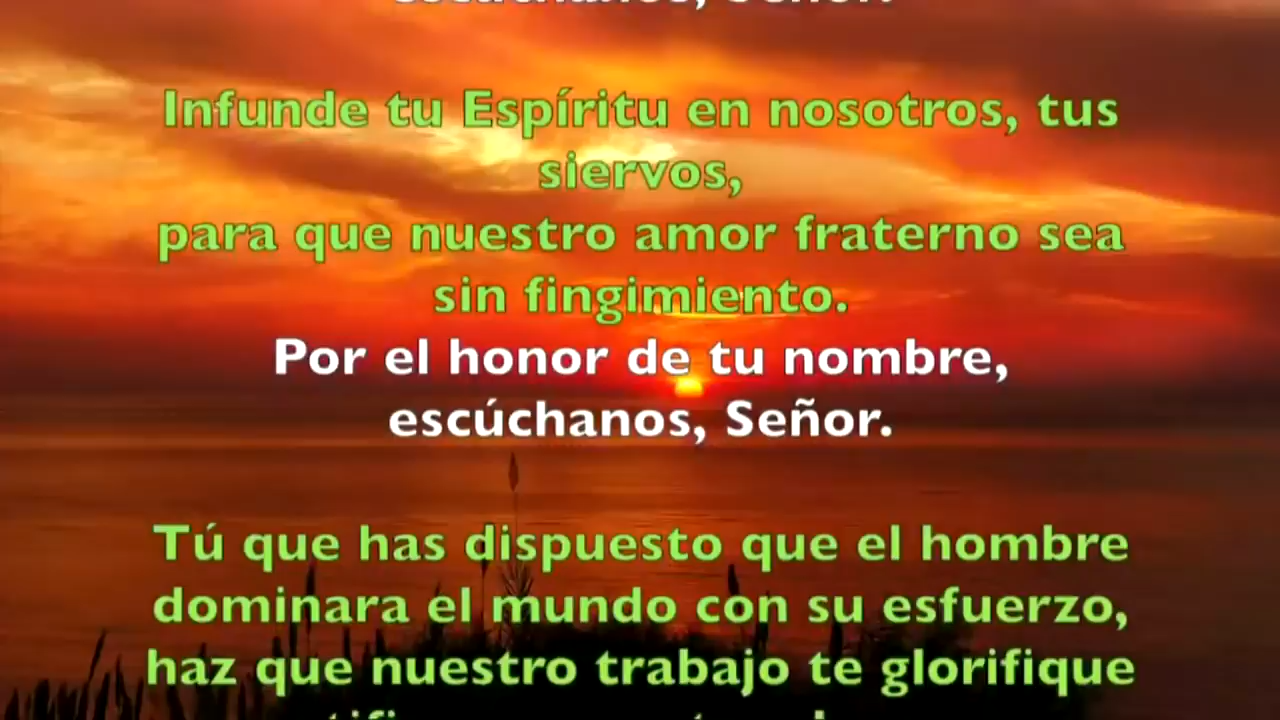 escúchanos, Señor.
Infunde tu Espíritu en nosotros, tus
siervos,
para que nuestro amor fraterno sea
sin fingimiento.
Por el honor de tu nombre,
escúchanos, Señor.
Tú que has dispuesto que el hombre
dominara el mundo con su esfuerzo,
haz que nuestro trabajo te glorifique